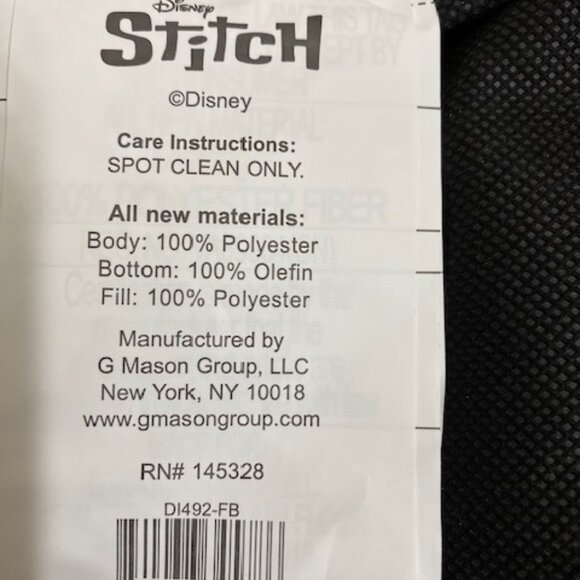 Disney
Stitch
©Disney
Care Instructions:
SPOT CLEAN ONLY.
All new materials:
Body: 100% Polyester
Bottom: 100% Olefin
Fill: 100% Polyester
Manufactured by
G Mason Group, LLC
New York, NY 10018
www.gmasongroup.com
RN# 145328
DI492-FB